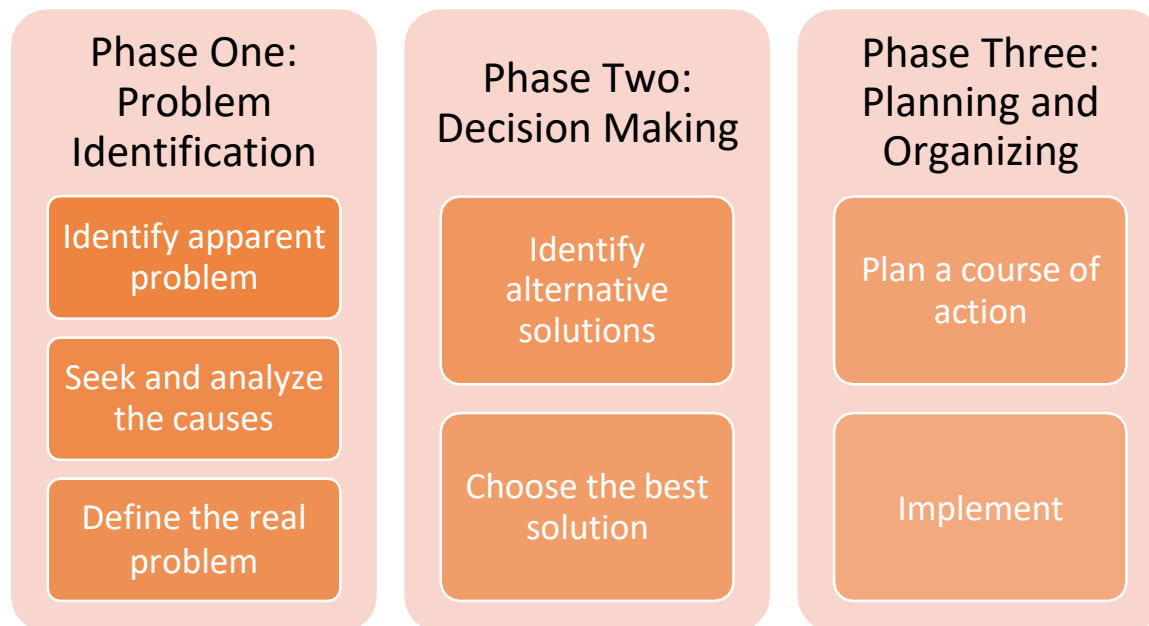 Phase One:
Problem
Identification
Identify apparent
problem
Seek and analyze
the causes
Define the real
problem
Phase Two:
Decision Making
Identify
alternative
solutions
Choose the best
solution
Phase Three:
Planning and
Organizing
Plan a course of
action
Implement